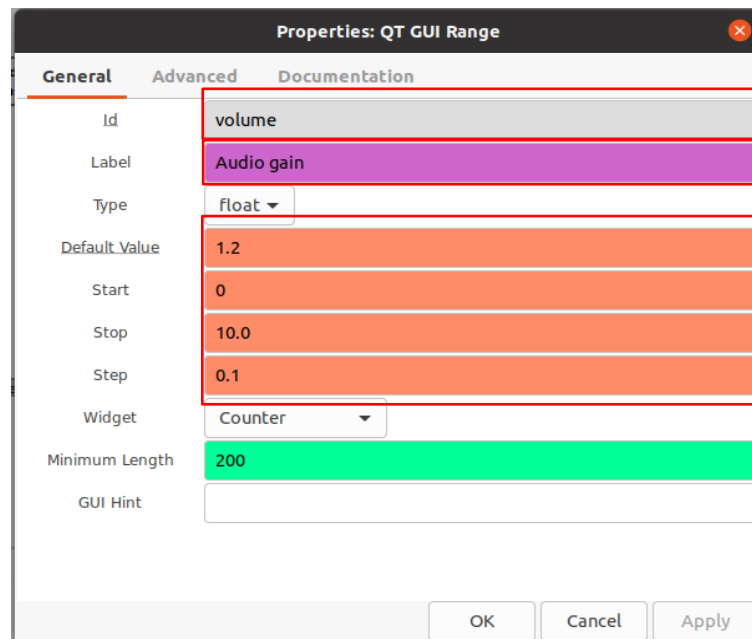 Properties: QT GUI Range
General Advanced Documentation
Id volume
Label Audio gain
Type float
Default Value 1.2
Start 0
Stop 10.0
Step 0.1
Widget Counter
Minimum Length 200
GUI Hint
OK Cancel Apply